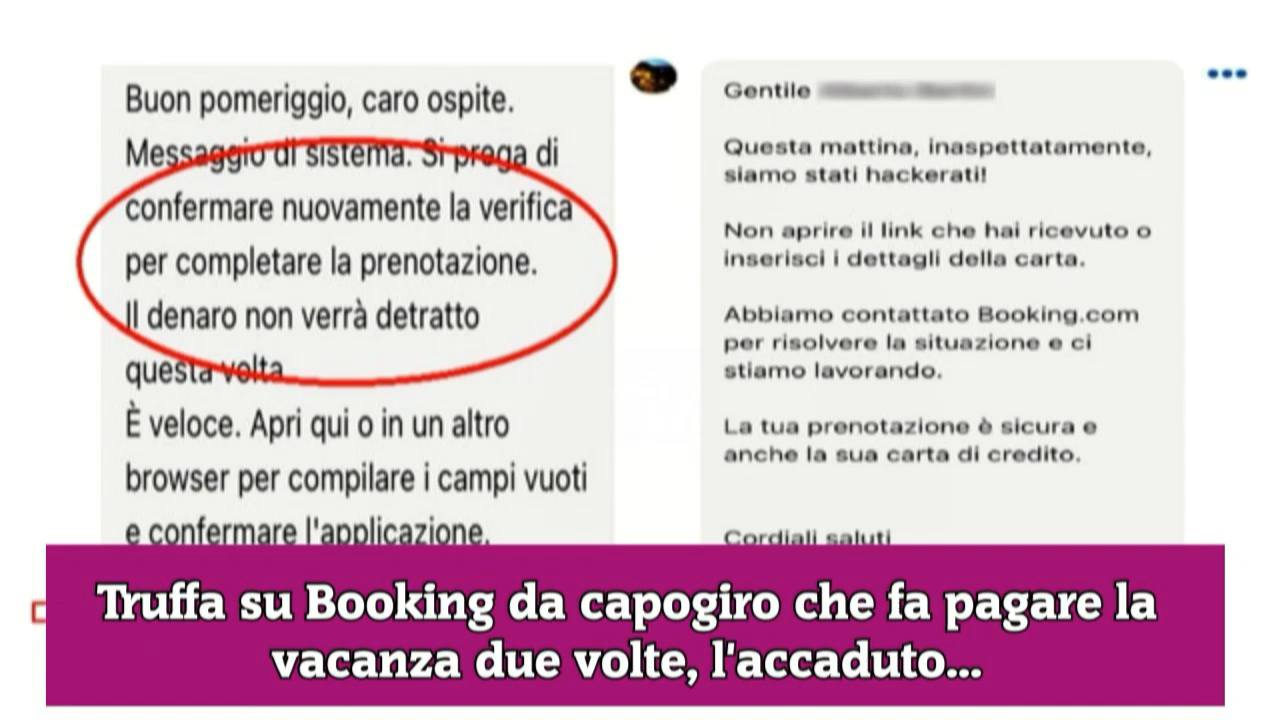 Buon pomeriggio, caro ospite.
Messaggio di sistema. Si prega di
confermare nuovamente la verifica
per completare la prenotazione.
Il denaro non verrà detratto
questa volta.
È veloce. Apri qui o in un altro
browser per compilare i campi vuoti
e confermare l'applicazione.
Gentile
Questa mattina, inaspettatamente,
siamo stati hackerati!
Non aprire il link che hai ricevuto o
inserisci i dettagli della carta.
Abbiamo contattato Booking.com
per risolvere la situazione e ci
stiamo lavorando.
La tua prenotazione è sicura e
anche la sua carta di credito.
Cordiali saluti
Truffa su Booking da capogiro che fa pagare la
vacanza due volte, l'accaduto...